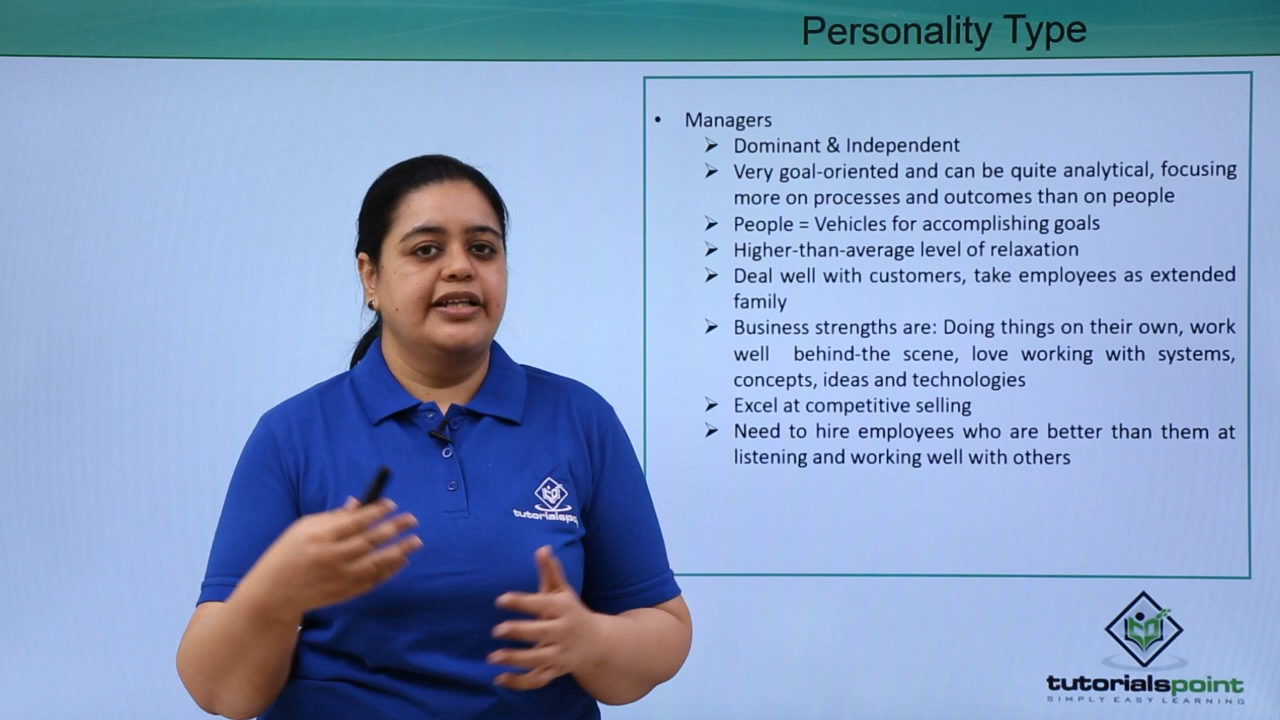 Personality Type
• Managers
➢ Dominant & Independent
➢ Very goal-oriented and can be quite analytical, focusing
more on processes and outcomes than on people
➢ People = Vehicles for accomplishing goals
➢ Higher-than-average level of relaxation
➢ Deal well with customers, take employees as extended
family
➢ Business strengths are: Doing things on their own, work
well behind-the scene, love working with systems,
concepts, ideas and technologies
➢ Excel at competitive selling
➢ Need to hire employees who are better than them at
listening and working well with others
tutorialspo
tutorialspoint
SIMPLY EASY LEARNING